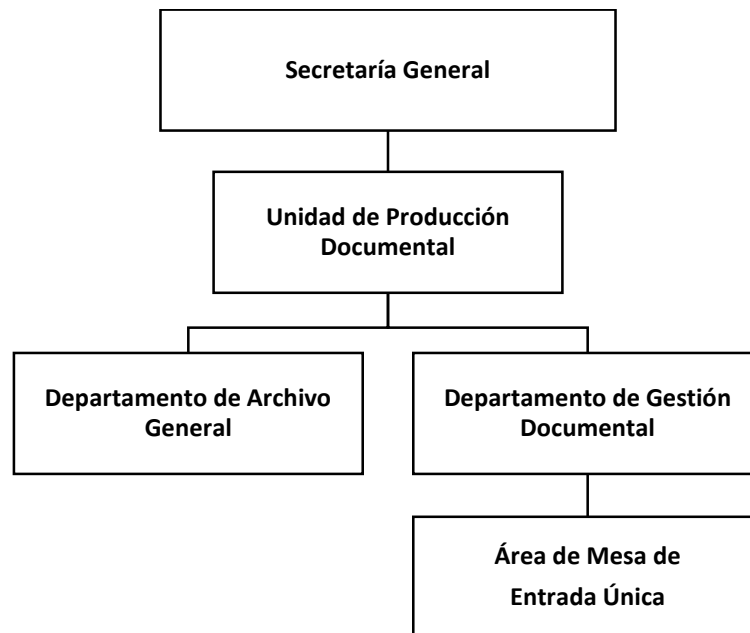 Secretaría General
Unidad de Producción
Documental
Departamento de Archivo
General
Departamento de Gestión
Documental
Área de Mesa de
Entrada Única